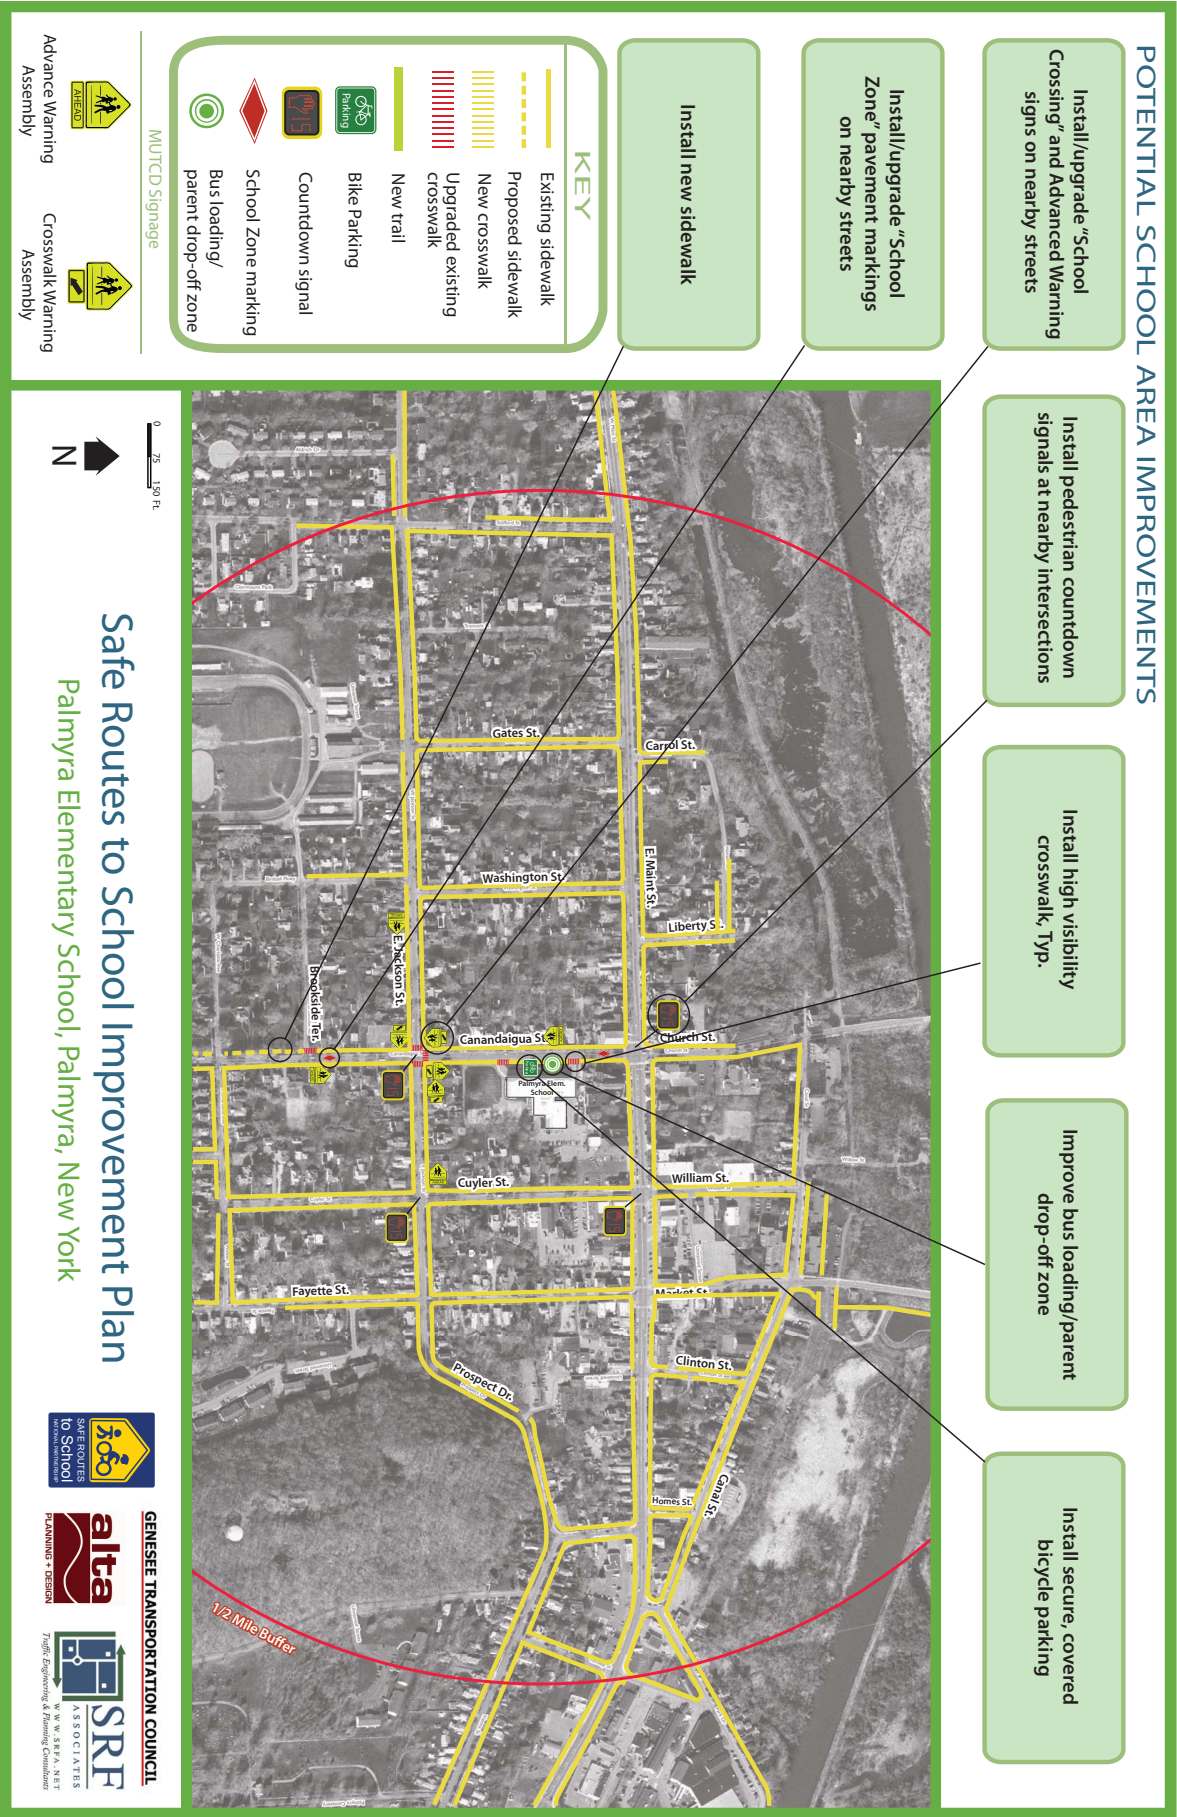 POTENTIAL SCHOOL AREA IMPROVEMENTS
Install/upgrade “School
Crossing” and Advanced Warning
signs on nearby streets
Install pedestrian countdown
signals at nearby intersections
Install high visibility
crosswalk, Typ.
Improve bus loading/parent
drop-off zone
Install secure, covered
bicycle parking
Install/upgrade “School
Zone” pavement markings
on nearby streets
Install new sidewalk
KEY
Existing sidewalk
Proposed sidewalk
New crosswalk
Upgraded existing
crosswalk
New trail
Parking
Bike Parking
Countdown signal
School Zone marking
Bus loading/
parent drop-off zone
MUTCD Signage
AHEAD
Advance Warning
Assembly
Crosswalk Warning
Assembly
Gates St.
Carrol St.
Washington St.
E. Maint St.
Liberty St.
E. Jackson St.
Brookside Ter.
Canandaigua St.
Church St.
Palmyra Elem.
School
Cuyler St.
William St.
Fayette St.
Market St.
Prospect Dr.
Clinton St.
Homes St.
Canal St.
1/2 Mile Buffer
0 75 150 Ft.
N
Safe Routes to School Improvement Plan
Palmyra Elementary School, Palmyra, New York
SAFE ROUTES
to School
NATIONAL PARTNERSHIP
GENESEE TRANSPORTATION COUNCIL
alta
PLANNING + DESIGN
SRF
ASSOCIATES
WWW.SRFA.NET
Traffic Engineering & Planning Consultants